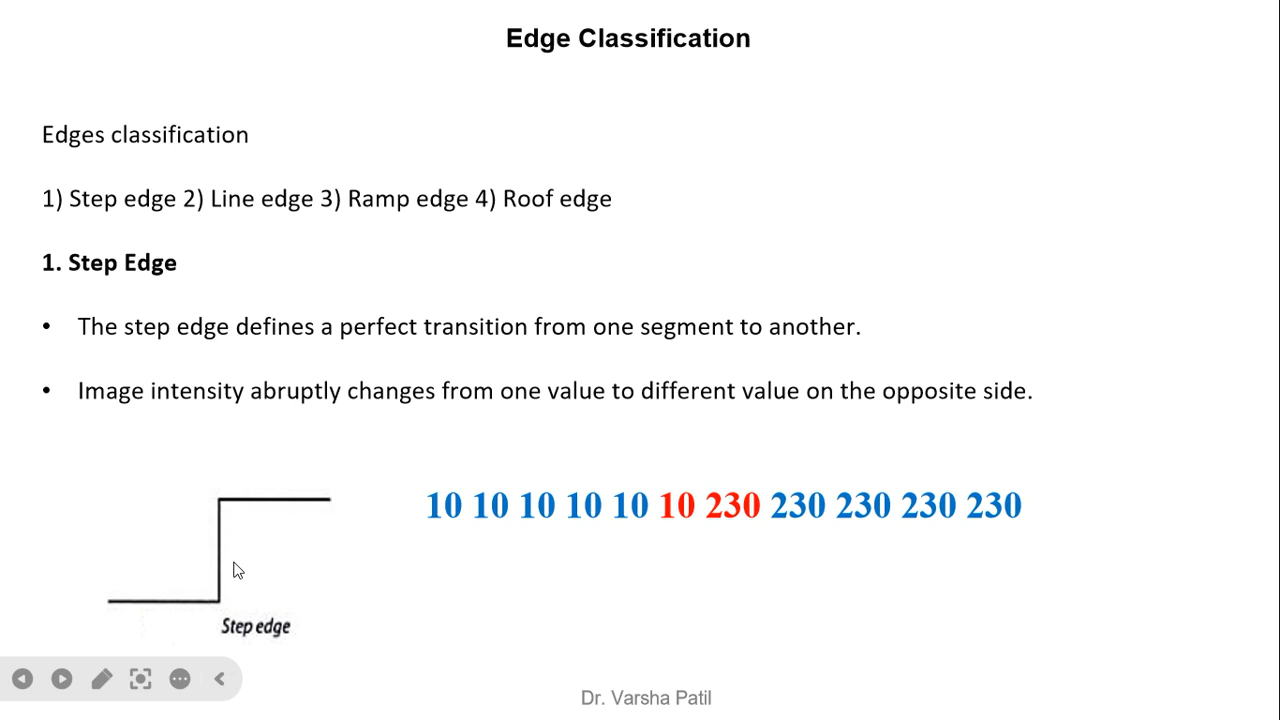 Edge Classification
Edges classification
1) Step edge 2) Line edge 3) Ramp edge 4) Roof edge
1. Step Edge
• The step edge defines a perfect transition from one segment to another.
• Image intensity abruptly changes from one value to different value on the opposite side.
10 10 10 10 10 10 230 230 230 230 230
Step edge
Dr. Varsha Patil